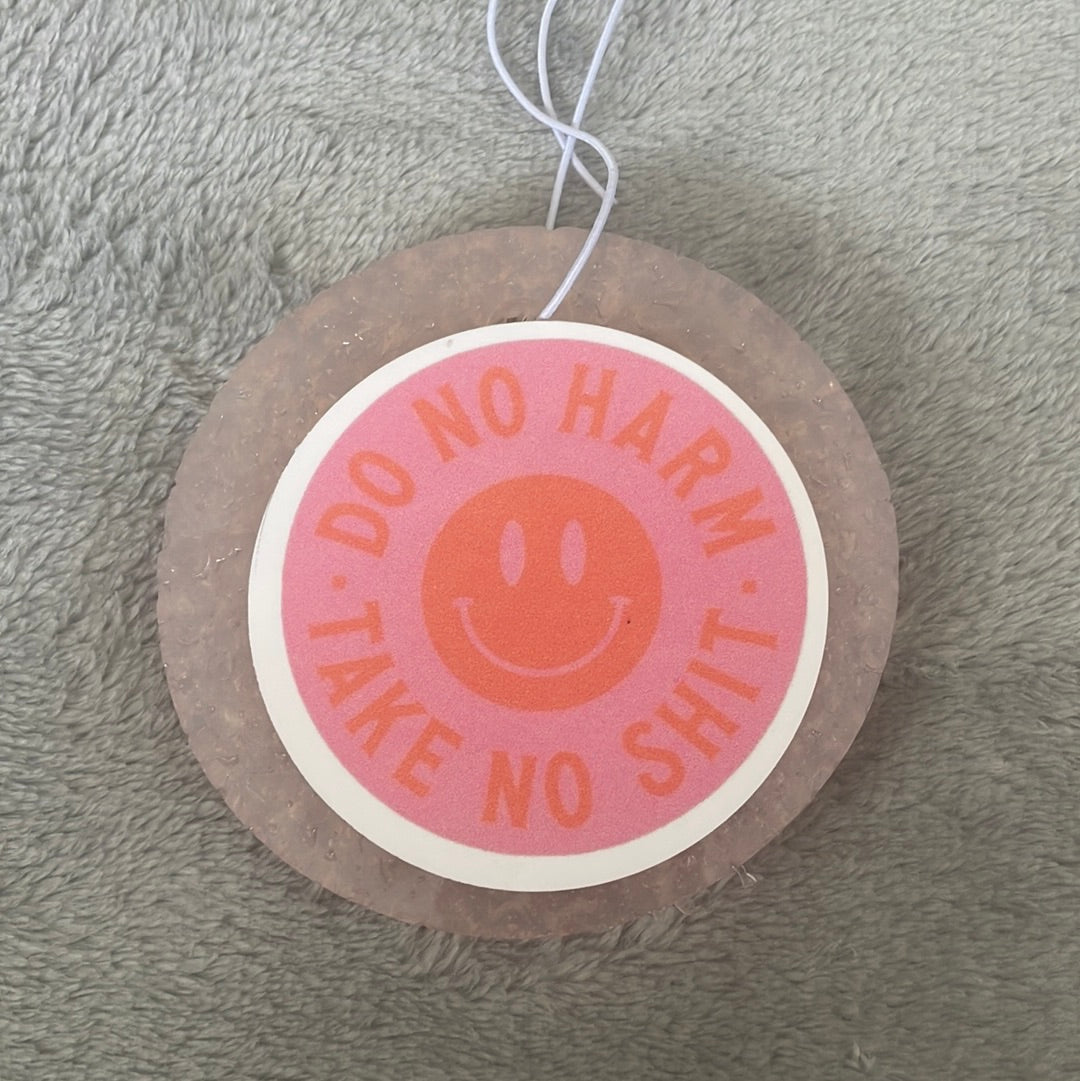 DO NO HARM
· TAKE NO SHIT ·